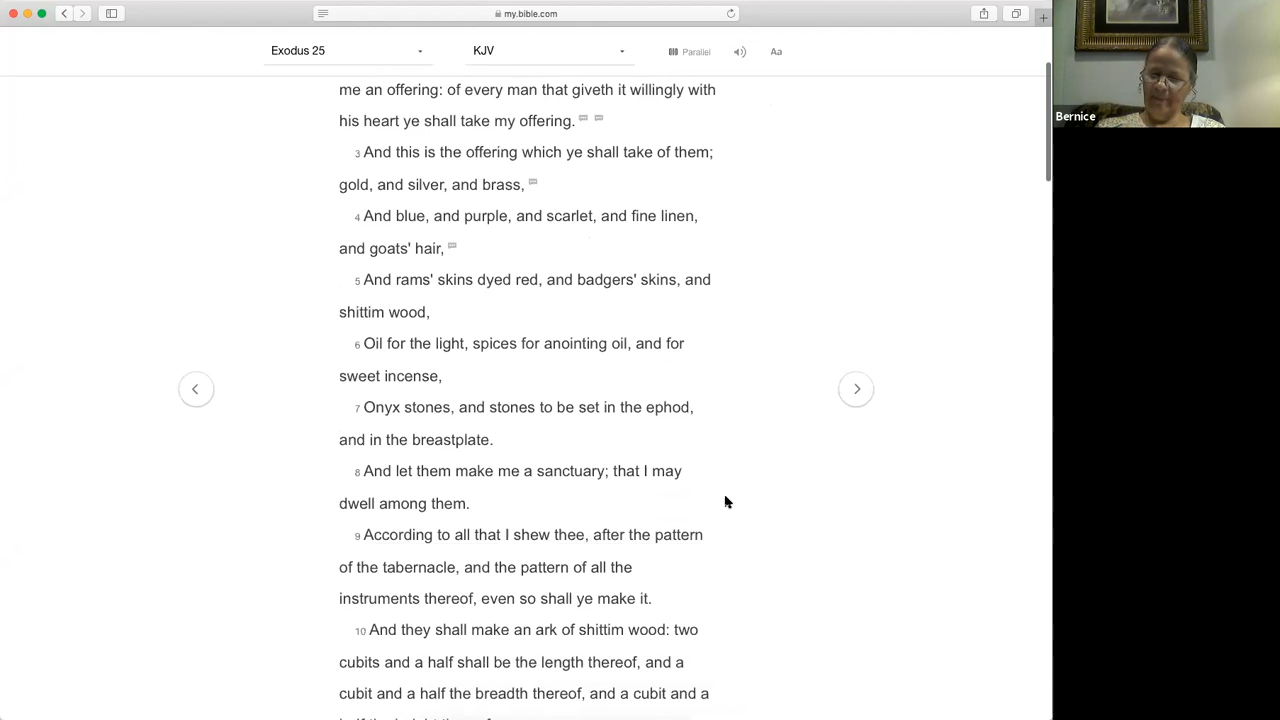 my.bible.com
Exodus 25
KJV
Parallel
Aa
Bernice
me an offering: of every man that giveth it willingly with
his heart ye shall take my offering.
3 And this is the offering which ye shall take of them;
gold, and silver, and brass,
4 And blue, and purple, and scarlet, and fine linen,
and goats' hair,
5 And rams' skins dyed red, and badgers' skins, and
shittim wood,
6 Oil for the light, spices for anointing oil, and for
sweet incense,
7 Onyx stones, and stones to be set in the ephod,
and in the breastplate.
8 And let them make me a sanctuary; that I may
dwell among them.
9 According to all that I shew thee, after the pattern
of the tabernacle, and the pattern of all the
instruments thereof, even so shall ye make it.
10 And they shall make an ark of shittim wood: two
cubits and a half shall be the length thereof, and a
cubit and a half the breadth thereof, and a cubit and a